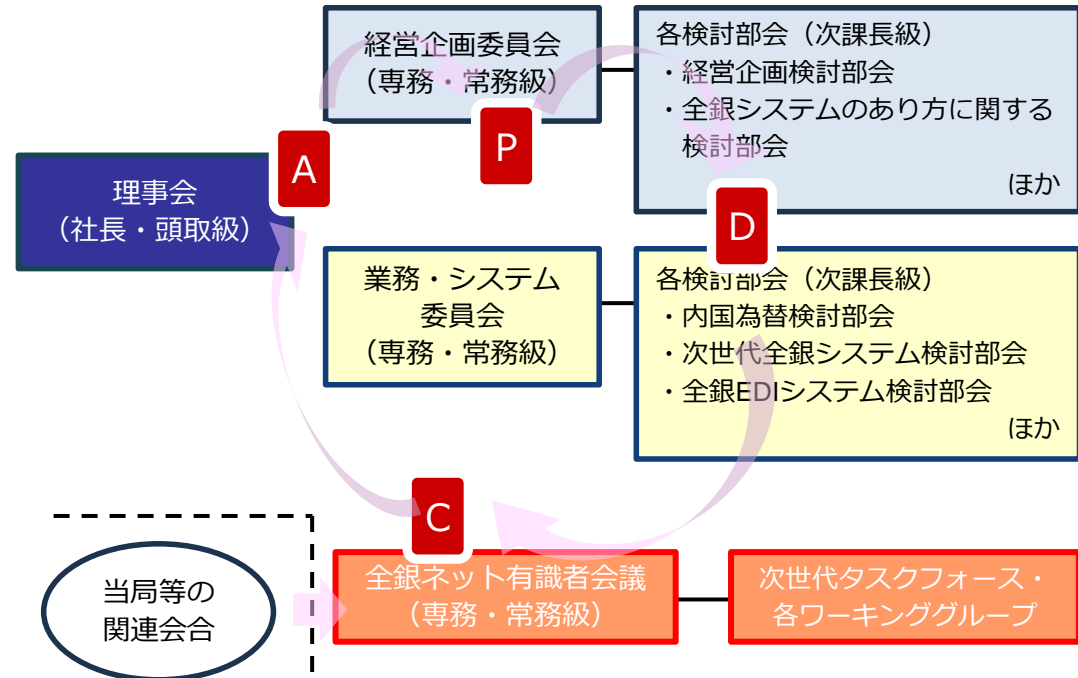 経営企画委員会
（専務・常務級）
各検討部会（次課長級）
・経営企画検討部会
・全銀システムのあり方に関する
検討部会
ほか
P
A
理事会
（社長・頭取級）
D
業務・システム
委員会
（専務・常務級）
各検討部会（次課長級）
・内国為替検討部会
・次世代全銀システム検討部会
・全銀EDIシステム検討部会
ほか
C
当局等の
関連会合
全銀ネット有識者会議
（専務・常務級）
次世代タスクフォース・
各ワーキンググループ